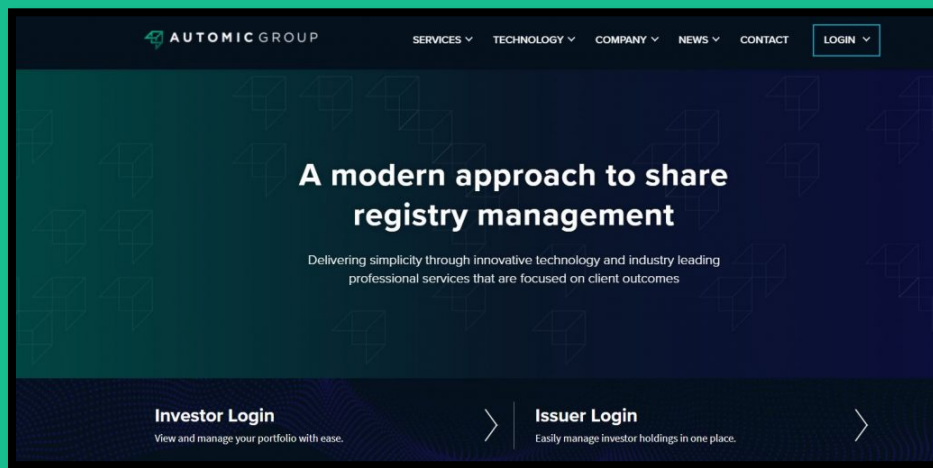 AUTOMICGROUP
SERVICES TECHNOLOGY COMPANY NEWS CONTACT LOGIN
A modern approach to share
registry management
Delivering simplicity through innovative technology and industry leading
professional services that are focused on client outcomes
Investor Login
View and manage your portfolio with ease.
Issuer Login
Easily manage investor holdings in one place.